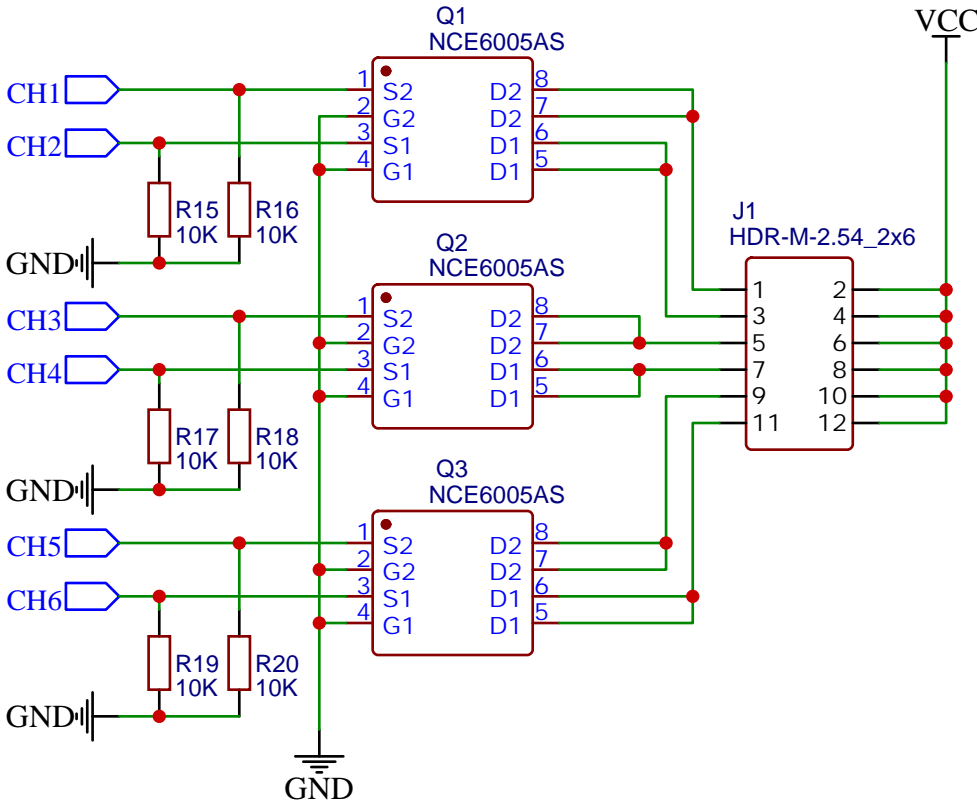 Q1
NCE6005AS
VCC
CH1
1 S2 D2 8
2 G2 D2 7
CH2
3 S1 D1 6
4 G1 D1 5
R15 R16
10K 10K
GND
J1
HDR-M-2.54_2x6
Q2
NCE6005AS
1 2
3 4
5 6
7 8
9 10
11 12
CH3
1 S2 D2 8
2 G2 D2 7
CH4
3 S1 D1 6
4 G1 D1 5
R17 R18
10K 10K
GND
Q3
NCE6005AS
CH5
1 S2 D2 8
2 G2 D2 7
CH6
3 S1 D1 6
4 G1 D1 5
R19 R20
10K 10K
GND
GND